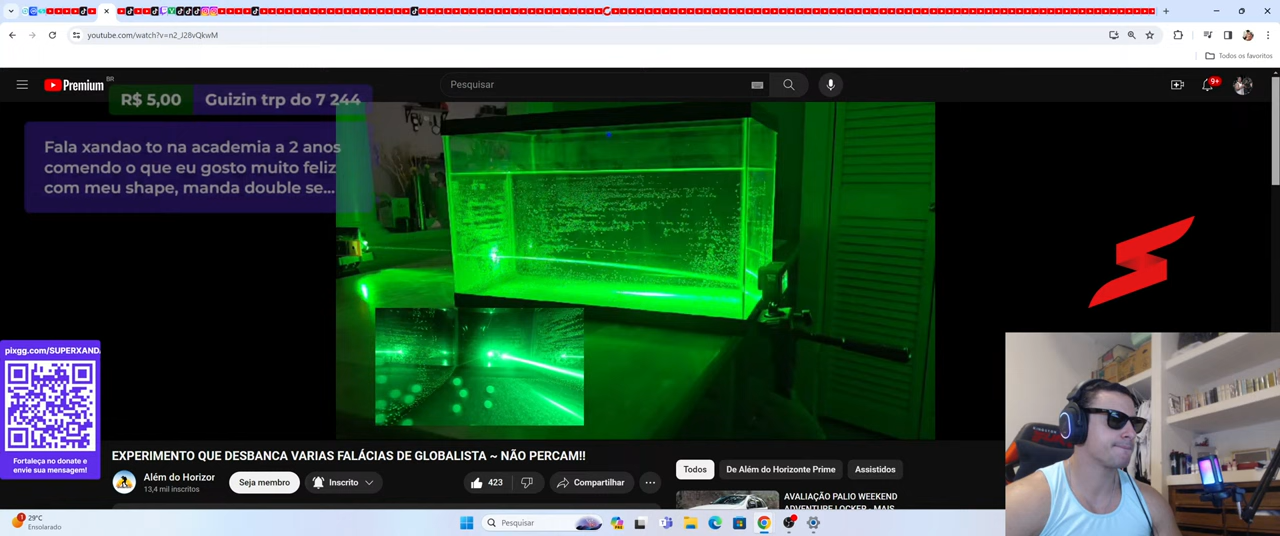 youtube.com/watch?v=n2_J28vQkwM
Todos os favoritos
Premium BR
Pesquisar
9+
R$ 5,00 Guizin trp do 7 244
Fala xandao to na academia a 2 anos
comendo o que eu gosto muito feliz
com meu shape, manda double se...
pixgg.com/SUPERXAND
Fortaleça no donate e
envie sua mensagem!
EXPERIMENTO QUE DESBANCA VARIAS FALÁCIAS DE GLOBALISTA ~ NÃO PERCAM!!
Além do Horizor
13,4 mil inscritos
Seja membro
Inscrito
423
Compartilhar
Todos
De Além do Horizonte Prime
Assistidos
AVALIAÇÃO PALIO WEEKEND
ADVENTURE LOCKER - MAIS
1
29°C
Ensolarado
Pesquisar